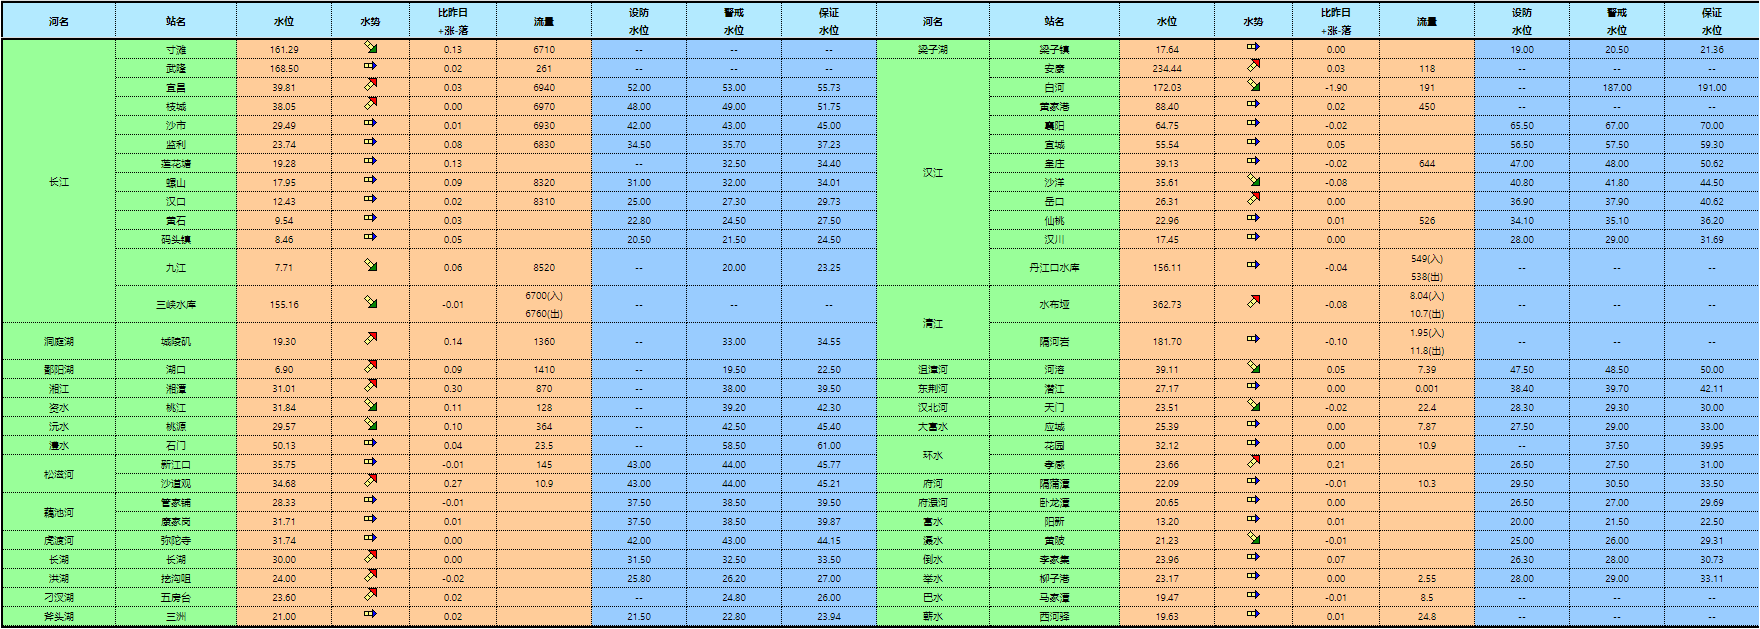 河名 站名 水位 水势 比昨日 +涨-落 流量 设防水位 警戒水位 保证水位 河名 站名 水位 水势 比昨日 +涨-落 流量 设防水位 警戒水位 保证水位
长江 寸滩 161.29 0.13 6710 -- -- -- 梁子湖 梁子镇 17.64 0.00 19.00 20.50 21.36
武隆 168.50 0.02 261 -- -- -- 汉江 安康 234.44 0.03 118 -- -- --
宜昌 39.81 0.03 6940 52.00 53.00 55.73 白河 172.03 -1.90 191 -- 187.00 191.00
枝城 38.05 0.00 6970 48.00 49.00 51.75 黄家港 88.40 0.02 450 -- -- --
沙市 29.49 0.01 6930 42.00 43.00 45.00 襄阳 64.75 -0.02 65.50 67.00 70.00
监利 23.74 0.08 6830 34.50 35.70 37.23 宜城 55.54 0.05 56.50 57.50 59.30
莲花塘 19.28 0.13 -- 32.50 34.40 皇庄 39.13 -0.02 644 47.00 48.00 50.62
螺山 17.95 0.09 8320 31.00 32.00 34.01 沙洋 35.61 -0.08 40.80 41.80 44.50
汉口 12.43 0.02 8310 25.00 27.30 29.73 岳口 26.31 0.00 36.90 37.90 40.62
黄石 9.54 0.03 22.80 24.50 27.50 仙桃 22.96 0.01 526 34.10 35.10 36.20
码头镇 8.46 0.05 20.50 21.50 24.50 汉川 17.45 0.00 28.00 29.00 31.69
九江 7.71 0.06 8520 -- 20.00 23.25 丹江口水库 156.11 -0.04 549(入) 538(出) -- -- --
三峡水库 155.16 -0.01 6700(入) 6760(出) -- -- -- 清江 水布垭 362.73 -0.08 8.04(入) 10.7(出) -- -- --
洞庭湖 城陵矶 19.30 0.14 1360 -- 33.00 34.55 隔河岩 181.70 -0.10 1.95(入) 11.8(出) -- -- --
鄱阳湖 湖口 6.90 0.09 1410 -- 19.50 22.50 沮漳河 河溶 39.11 0.05 7.39 47.50 48.50 50.00
湘江 湘潭 31.01 0.30 870 -- 38.00 39.50 东荆河 潜江 27.17 0.00 0.001 38.40 39.70 42.11
资水 桃江 31.84 0.11 128 -- 39.20 42.30 汉北河 天门 23.51 -0.02 22.4 28.30 29.30 30.00
沅水 桃源 29.57 0.10 364 -- 42.50 45.40 大富水 应城 25.39 0.00 7.87 27.50 29.00 33.00
澧水 石门 50.13 0.04 23.5 -- 58.50 61.00 环水 花园 32.12 0.00 10.9 -- 37.50 39.95
松滋河 新江口 35.75 -0.01 145 43.00 44.00 45.77 孝感 23.66 0.21 26.50 27.50 31.00
沙道观 34.68 0.27 10.9 43.00 44.00 45.21 府河 隔蒲潭 22.09 -0.01 10.3 29.50 30.50 33.50
藕池河 管家铺 28.33 -0.01 37.50 38.50 39.50 府澴河 卧龙潭 20.65 0.00 26.50 27.00 29.69
康家岗 31.71 0.01 37.50 38.50 39.87 富水 阳新 13.20 0.01 20.00 21.50 22.50
虎渡河 弥陀寺 31.74 0.00 42.00 43.00 44.15 滠水 黄陂 21.23 -0.01 25.00 26.00 29.31
长湖 长湖 30.00 0.00 31.50 32.50 33.50 倒水 李家集 23.96 0.07 26.30 28.00 30.73
洪湖 挖沟咀 24.00 -0.02 25.80 26.20 27.00 举水 柳子港 23.17 0.00 2.55 28.00 29.00 33.11
刁汊湖 五房台 23.60 0.02 -- 24.80 26.00 巴水 马家潭 19.47 -0.01 8.5 -- -- --
斧头湖 三洲 21.00 0.02 21.50 22.80 23.94 蕲水 西河驿 19.63 0.01 24.8 -- -- --